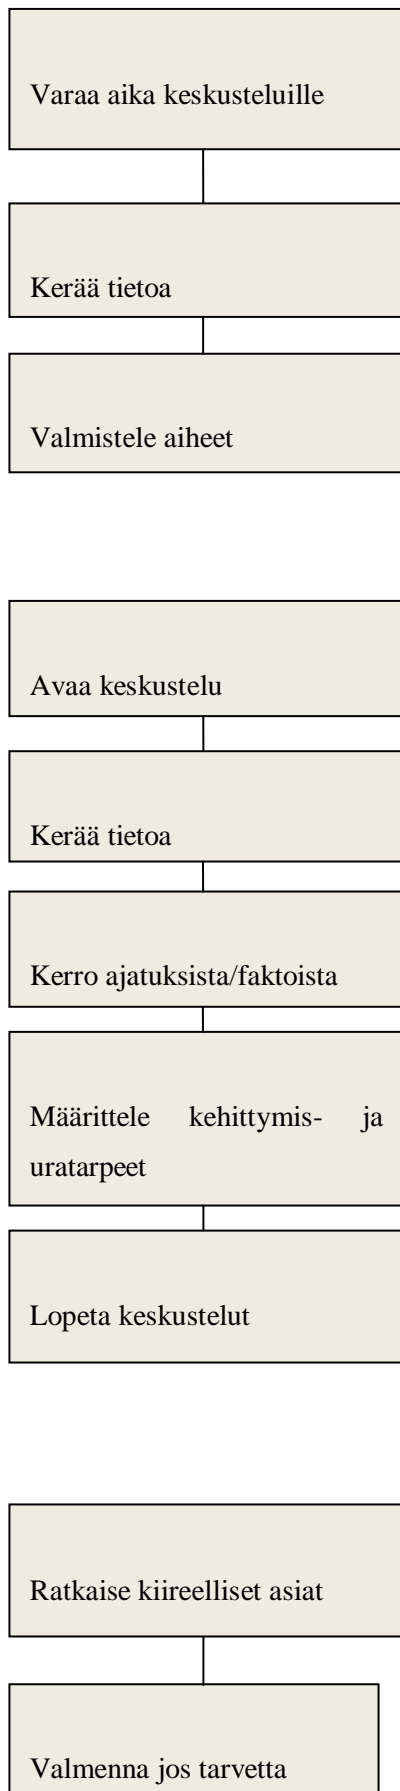 Varaa aika keskusteluille
Kerää tietoa
Valmistele aiheet
Avaa keskustelu
Kerää tietoa
Kerro ajatuksista/faktoista
Määrittele kehittymis- ja
uratarpeet
Lopeta keskustelut
Ratkaise kiireelliset asiat
Valmenna jos tarvetta